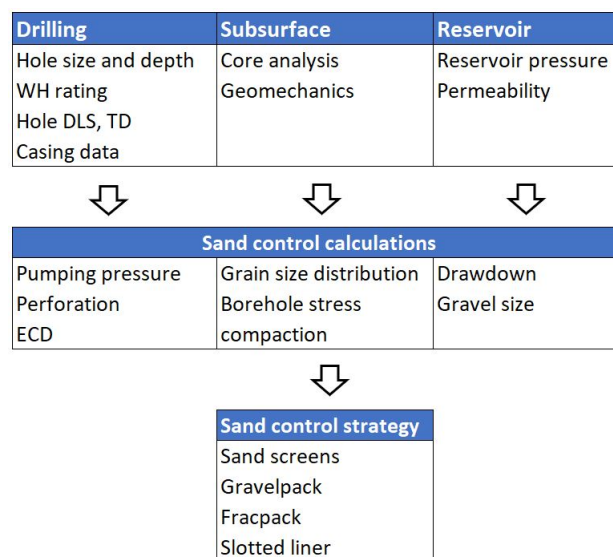 Drilling
Subsurface
Reservoir
Hole size and depth
Core analysis
Reservoir pressure
WH rating
Geomechanics
Permeability
Hole DLS, TD
Casing data
Sand control calculations
Pumping pressure
Grain size distribution
Drawdown
Perforation
Borehole stress
Gravel size
ECD
compaction
Sand control strategy
Sand screens
Gravelpack
Fracpack
Slotted liner